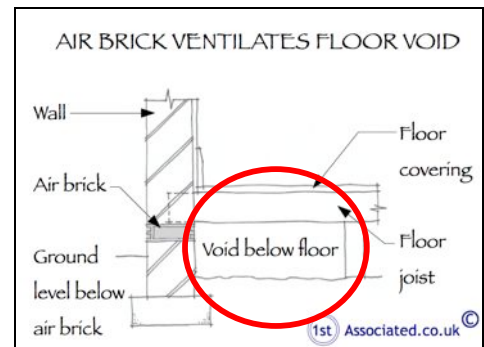 AIR BRICK VENTILATES FLOOR VOID
Wall
Floor
covering
Air brick
Void below floor
Floor
joist
Ground
level below
air brick
1st Associated.co.uk ©